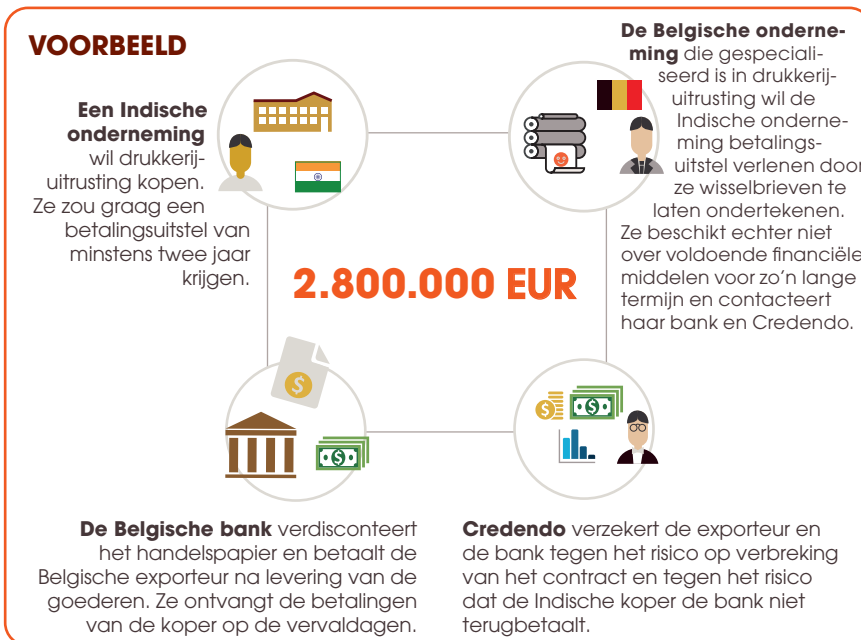 VOORBEELD
Een Indische
onderneming
wil drukkerij-
uitrusting kopen.
Ze zou graag een
betalingsuitstel van
minstens twee jaar
krijgen.
De Belgische onderne-
ming die gespeciali-
seerd is in drukkerij-
uitrusting wil de
Indische onderne-
ming betalings-
uitstel verlenen door
ze wisselbrieven te
laten ondertekenen.
Ze beschikt echter niet
over voldoende financiële
middelen voor zo’n lange
termijn en contacteert
haar bank en Credendo.
2.800.000 EUR
De Belgische bank verdisconteert
het handelspapier en betaalt de
Belgische exporteur na levering van de
goederen. Ze ontvangt de betalingen
van de koper op de vervaldagen.
Credendo verzekert de exporteur en
de bank tegen het risico op verbreking
van het contract en tegen het risico
dat de Indische koper de bank niet
terugbetaalt.